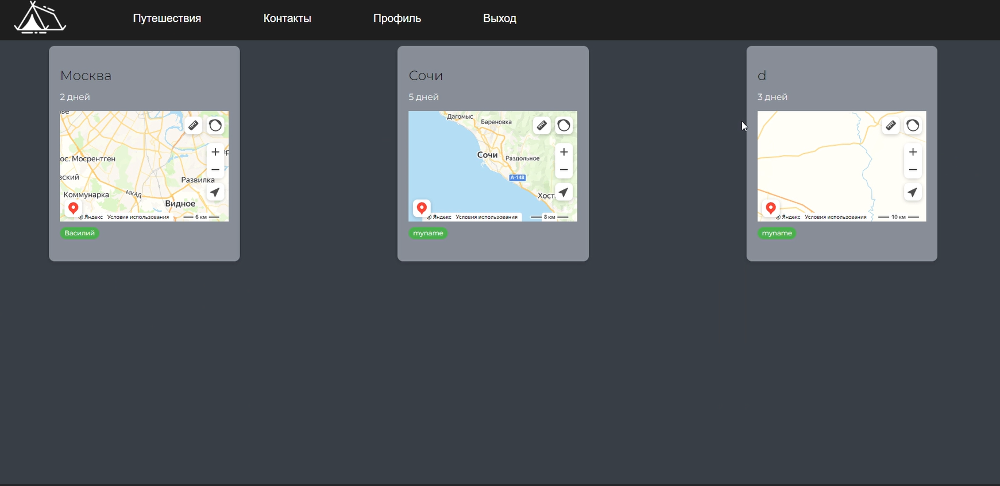 Путешествия
Контакты
Профиль
Выход
Москва
2 дней
ос. Мосрентген
Развилка
Коммунарка
МКАД
Видное
© Яндекс Условия использования
6 км
Василий
Сочи
5 дней
Дагомыс
Барановка
Сочи
Раздольное
А-148
Хост
© Яндекс Условия использования
8 км
myname
d
3 дней
© Яндекс Условия использования
10 км
myname